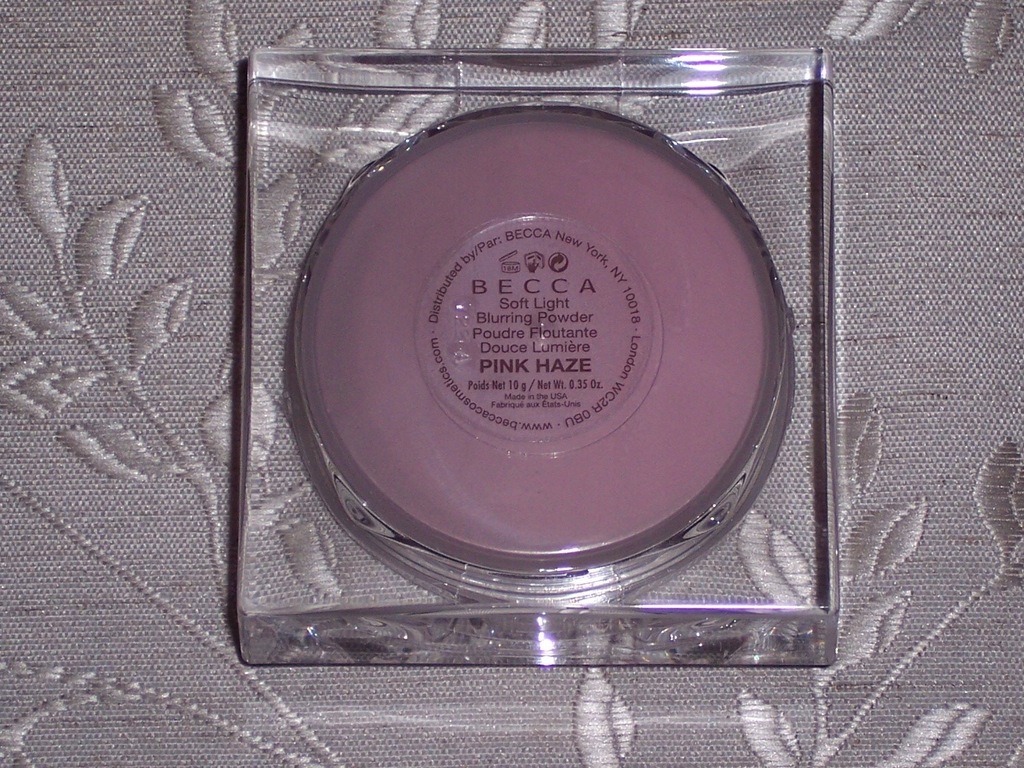 Distributed by/Par: BECCA New York, NY 10018 · London WC2R 0BU · www.beccacosmetics.com ·
18M
BECCA
Soft Light
Blurring Powder
Poudre Floutante
Douce Lumière
PINK HAZE
Poids Net 10 g / Net Wt. 0.35 Oz.
Made in the USA
Fabriqué aux États-Unis